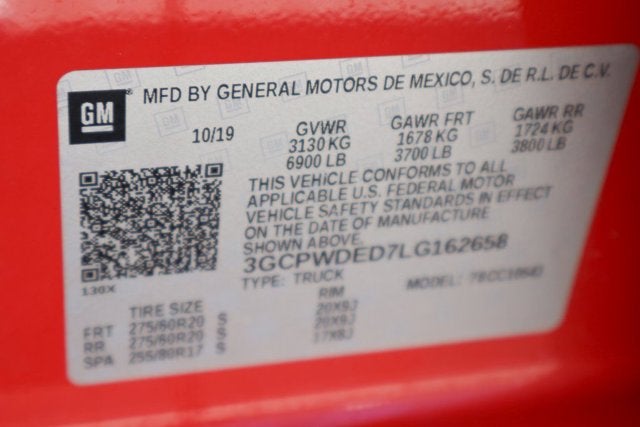 GM
MFD BY GENERAL MOTORS DE MEXICO, S. DE R.L. DE C.V.
10/19
GVWR
3130 KG
6900 LB
GAWR FRT
1678 KG
3700 LB
GAWR RR
1724 KG
3800 LB
THIS VEHICLE CONFORMS TO ALL
APPLICABLE U.S. FEDERAL MOTOR
VEHICLE SAFETY STANDARDS IN EFFECT
ON THE DATE OF MANUFACTURE
SHOWN ABOVE.
3GCPWDED7LG162658
TYPE: TRUCK
MODEL:
130X
TIRE SIZE
RIM
FRT 275/60R20 S 20X9J
RR 275/60R20 S 20X9J
SPA 255/80R17 S 17X8J